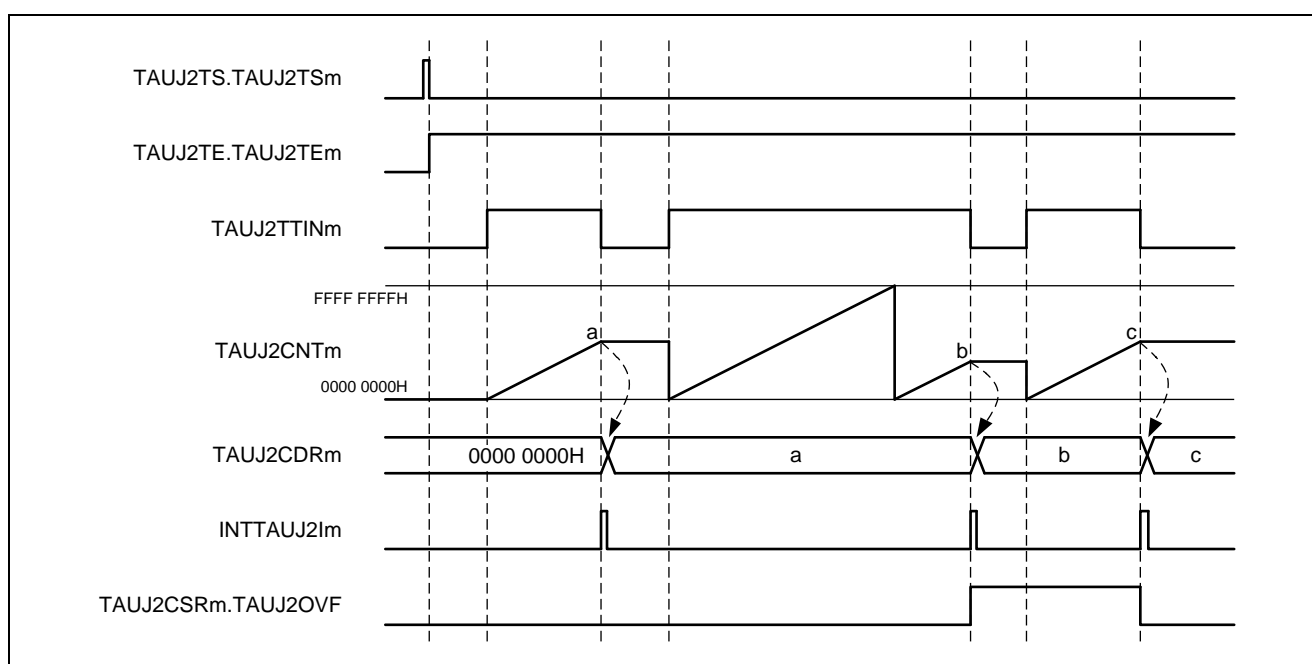 TAUJ2TS.TAUJ2TSm
TAUJ2TE.TAUJ2TEm
TAUJ2TTINm
FFFF FFFFH
a
c
TAUJ2CNTm
b
0000 0000H
TAUJ2CDRm
0000 0000H
a
b
c
INTTAUJ2Im
TAUJ2CSRm.TAUJ2OVF